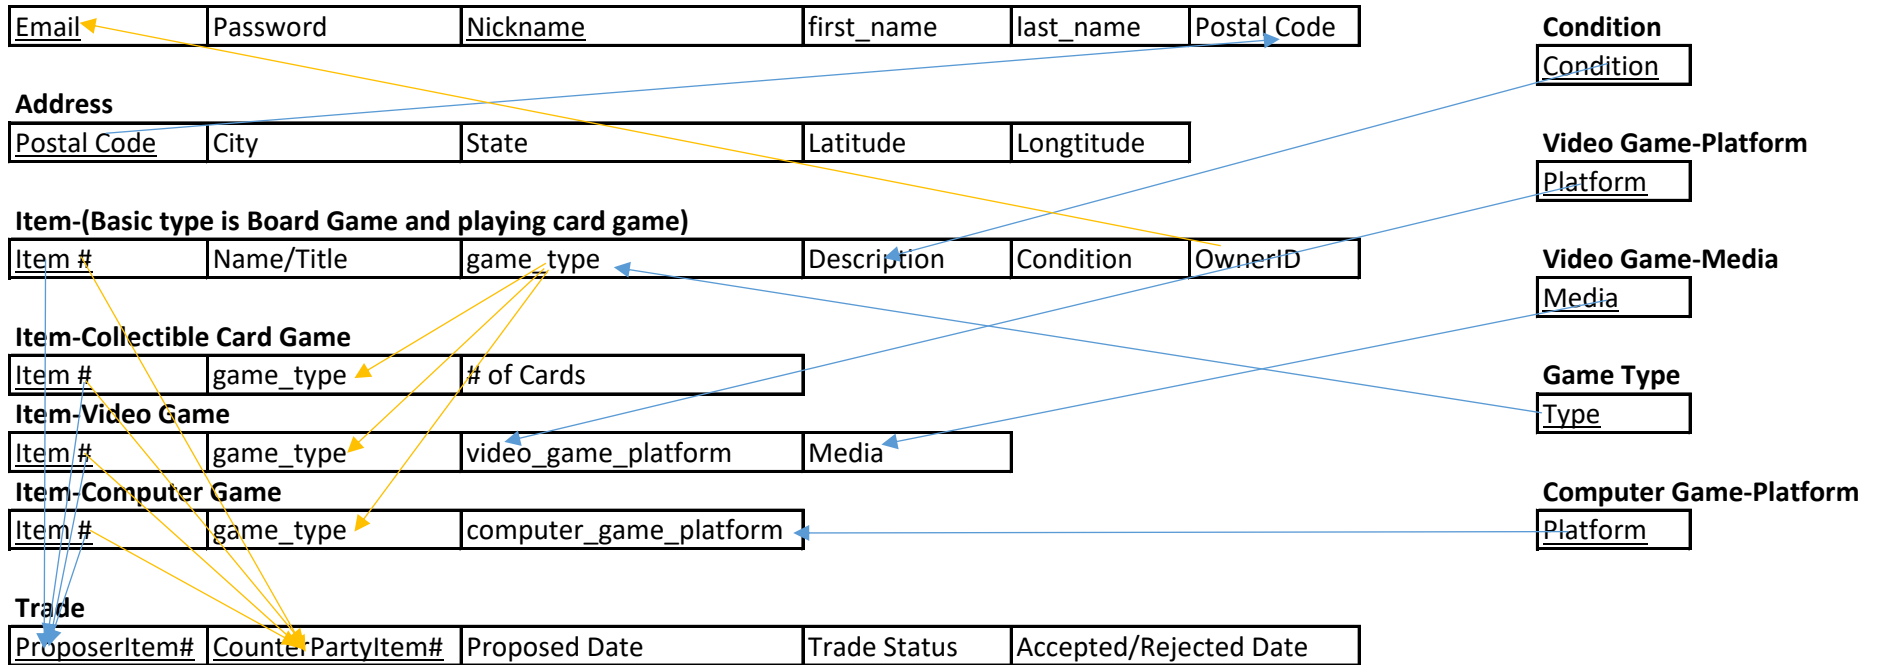 Email Password Nickname first_name last_name Postal Code
Condition
Condition
Address
Postal Code City State Latitude Longtitude
Video Game-Platform
Platform
Item-(Basic type is Board Game and playing card game)
Item # Name/Title game_type Description Condition OwnerID
Video Game-Media
Media
Item-Collectible Card Game
Item # game_type # of Cards
Game Type
Type
Item-Video Game
Item # game_type video_game_platform Media
Item-Computer Game
Item # game_type computer_game_platform
Computer Game-Platform
Platform
Trade
ProposerItem# CounterPartyItem# Proposed Date Trade Status Accepted/Rejected Date